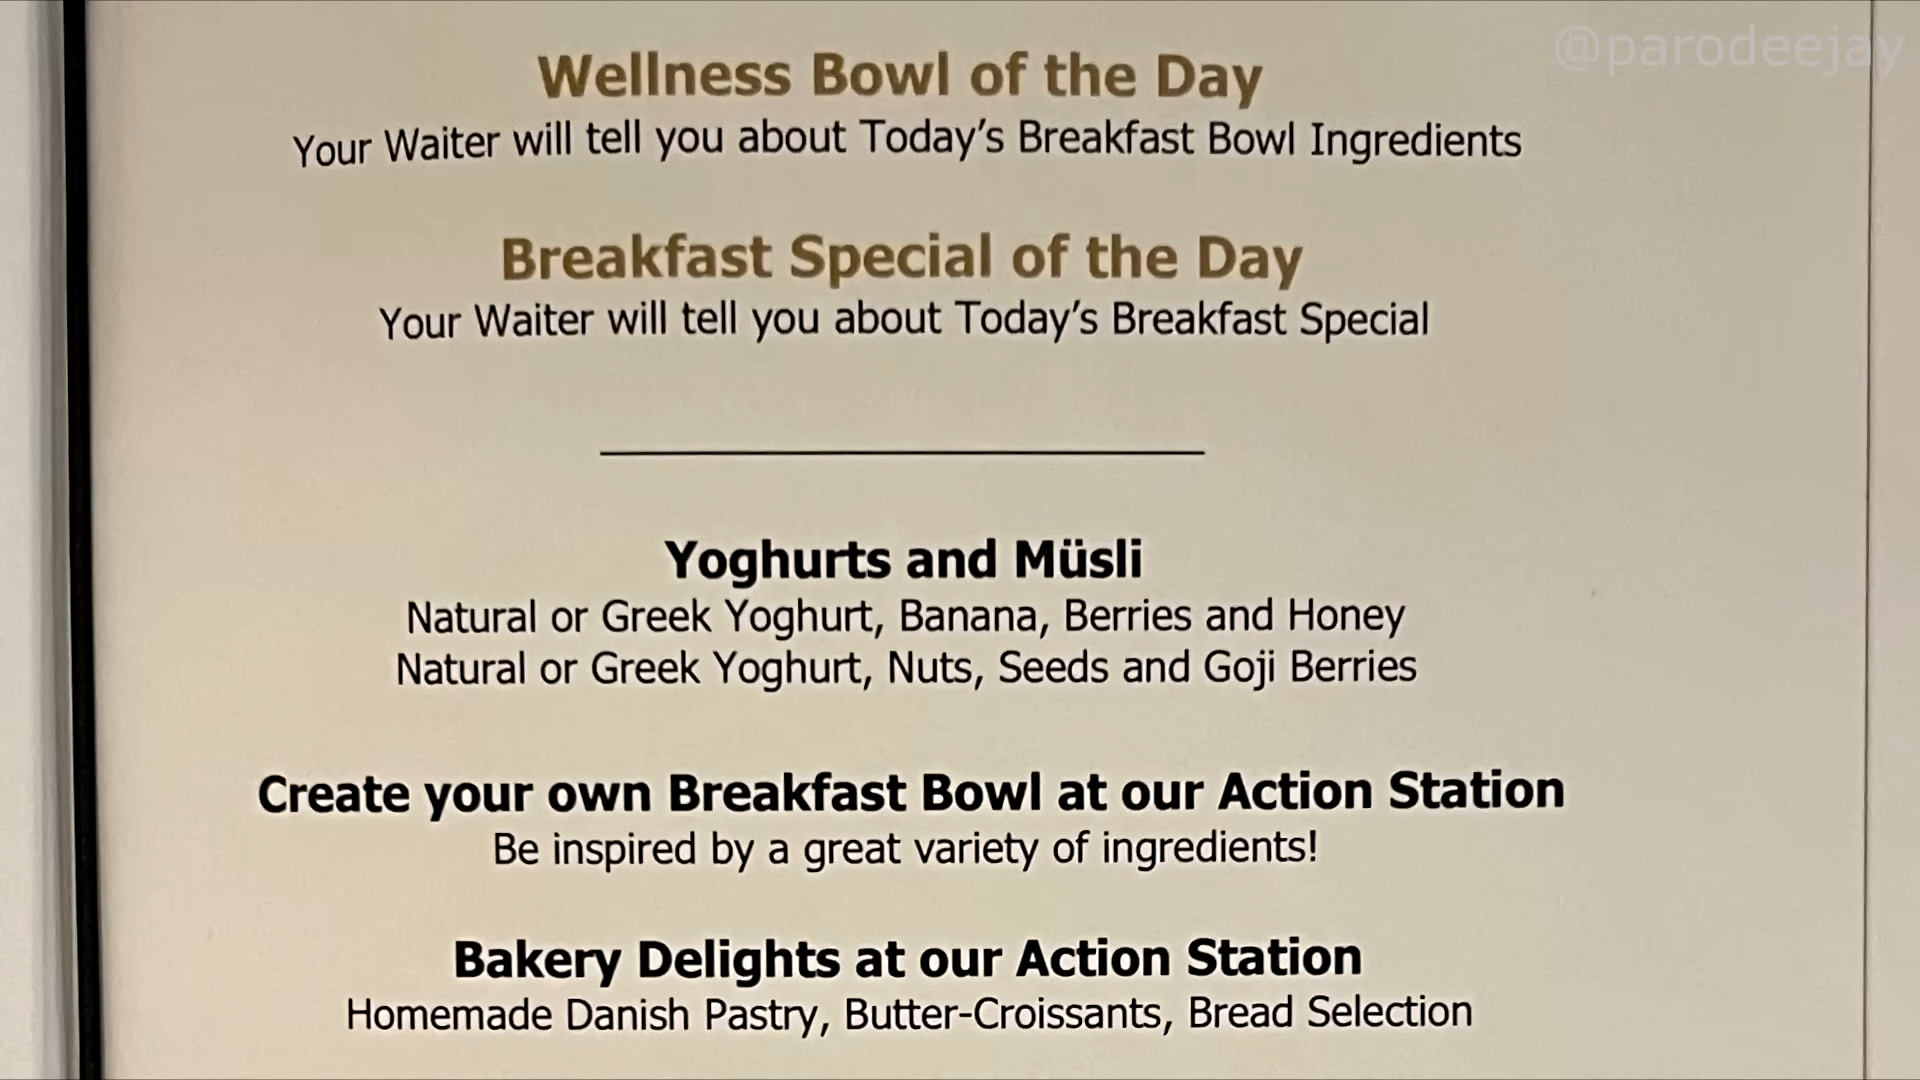 @parodeejay
Wellness Bowl of the Day
Your Waiter will tell you about Today's Breakfast Bowl Ingredients
Breakfast Special of the Day
Your Waiter will tell you about Today's Breakfast Special
Yoghurts and Müsli
Natural or Greek Yoghurt, Banana, Berries and Honey
Natural or Greek Yoghurt, Nuts, Seeds and Goji Berries
Create your own Breakfast Bowl at our Action Station
Be inspired by a great variety of ingredients!
Bakery Delights at our Action Station
Homemade Danish Pastry, Butter-Croissants, Bread Selection